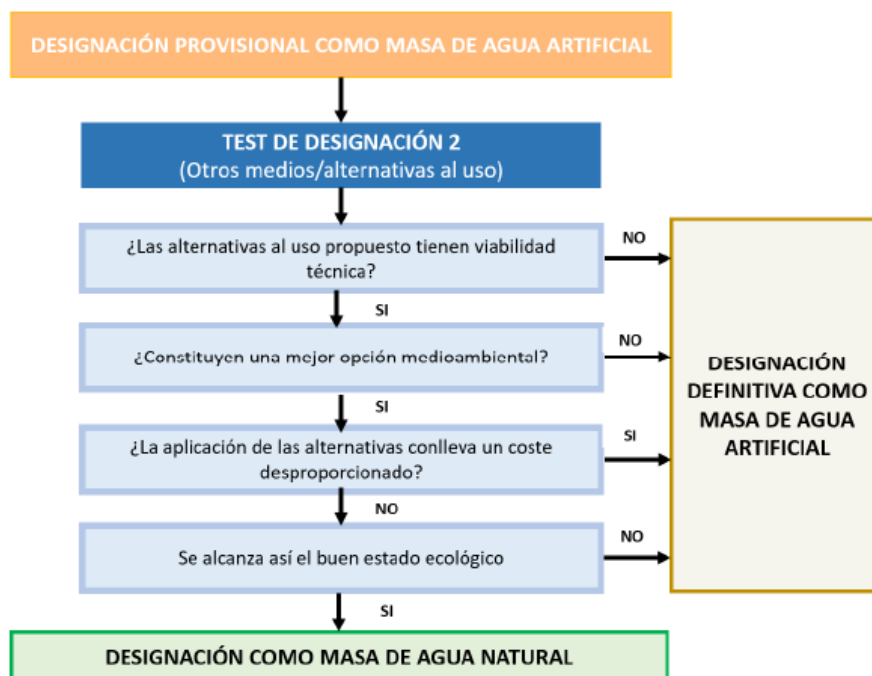 DESIGNACIÓN PROVISIONAL COMO MASA DE AGUA ARTIFICIAL
TEST DE DESIGNACIÓN 2
(Otros medios/alternativas al uso)
¿Las alternativas al uso propuesto tienen viabilidad
técnica?
NO
SI
¿Constituyen una mejor opción medioambiental?
NO
SI
¿La aplicación de las alternativas conlleva un coste
desproporcionado?
SI
NO
Se alcanza así el buen estado ecológico
NO
SI
DESIGNACIÓN
DEFINITIVA COMO
MASA DE AGUA
ARTIFICIAL
DESIGNACIÓN COMO MASA DE AGUA NATURAL